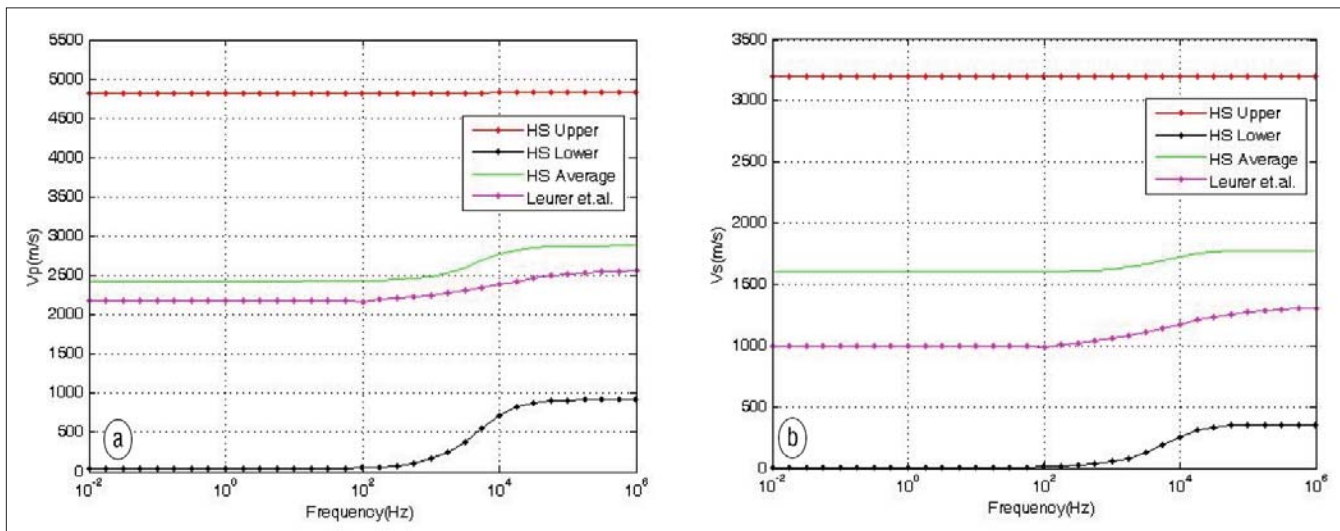 5500
5000
4500
4000
3500
3000
2500
2000
1500
1000
500
0
Vp(m/s)
HS Upper
HS Lower
HS Average
Leurer et.al.
a
10-2
100
102
104
106
Frequency(Hz)
3500
3000
2500
2000
1500
1000
500
0
Vs(m/s)
HS Upper
HS Lower
HS Average
Leurer et.al.
b
10-2
100
102
104
106
Frequency(Hz)